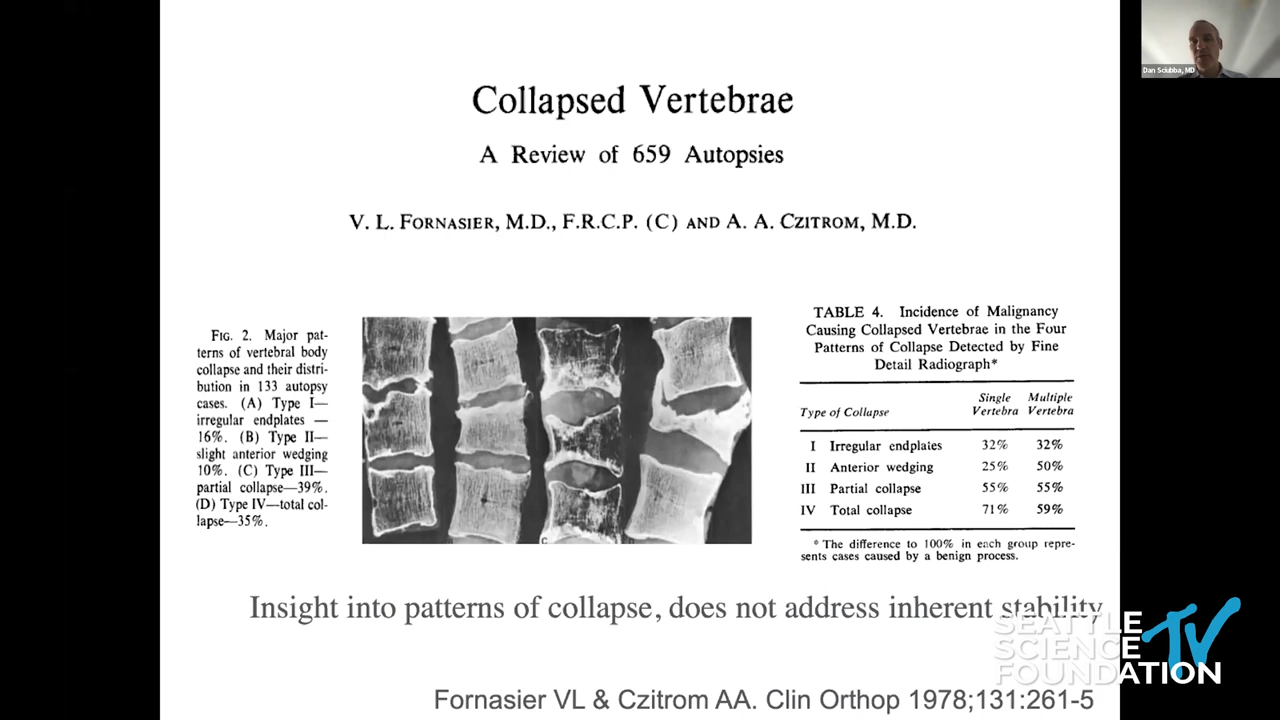 Dan Sciubba, MD
Collapsed Vertebrae
A Review of 659 Autopsies
V. L. FORNASIER, M.D., F.R.C.P. (C) AND A. A. CZITROM, M.D.
FIG. 2. Major pat-
terns of vertebral body
collapse and their distri-
bution in 133 autopsy
cases. (A) Type I—
irregular endplates —
16%. (B) Type II—
slight anterior wedging
10%. (C) Type III—
partial collapse—39%.
(D) Type IV—total col-
lapse—35%.
C
TABLE 4. Incidence of Malignancy
Causing Collapsed Vertebrae in the Four
Patterns of Collapse Detected by Fine
Detail Radiograph*
Type of Collapse Single Vertebra Multiple Vertebra
I Irregular endplates 32% 32%
II Anterior wedging 25% 50%
III Partial collapse 55% 55%
IV Total collapse 71% 59%
* The difference to 100% in each group repre-
sents cases caused by a benign process.
Insight into patterns of collapse, does not address inherent stability
SEATTLE
SCIENCE
FOUNDATION
TV
Fornasier VL & Czitrom AA. Clin Orthop 1978;131:261-5